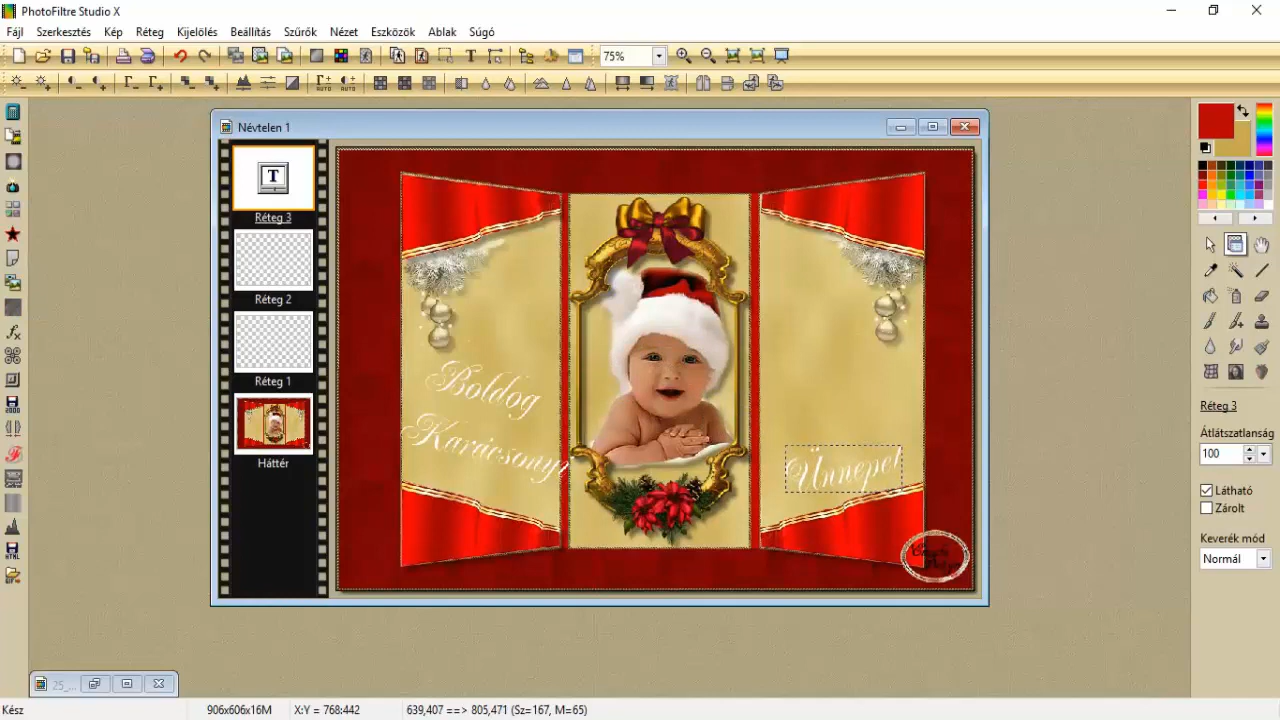 PhotoFiltre Studio X
Fájl Szerkesztés Kép Réteg Kijelölés Beállítás Szűrők Nézet Eszközök Ablak Súgó
75%
Névtelen 1
Réteg 3
Réteg 2
Réteg 1
Háttér
Boldog
Karácsonyi
Ünnepet
Réteg 3
Átlátszatlanság
100
Látható
Zárolt
Keverék mód
Normál
25_...
Kész 906x606x16M X:Y = 768:442 639,407 ==> 805,471 (Sz=167, M=65)